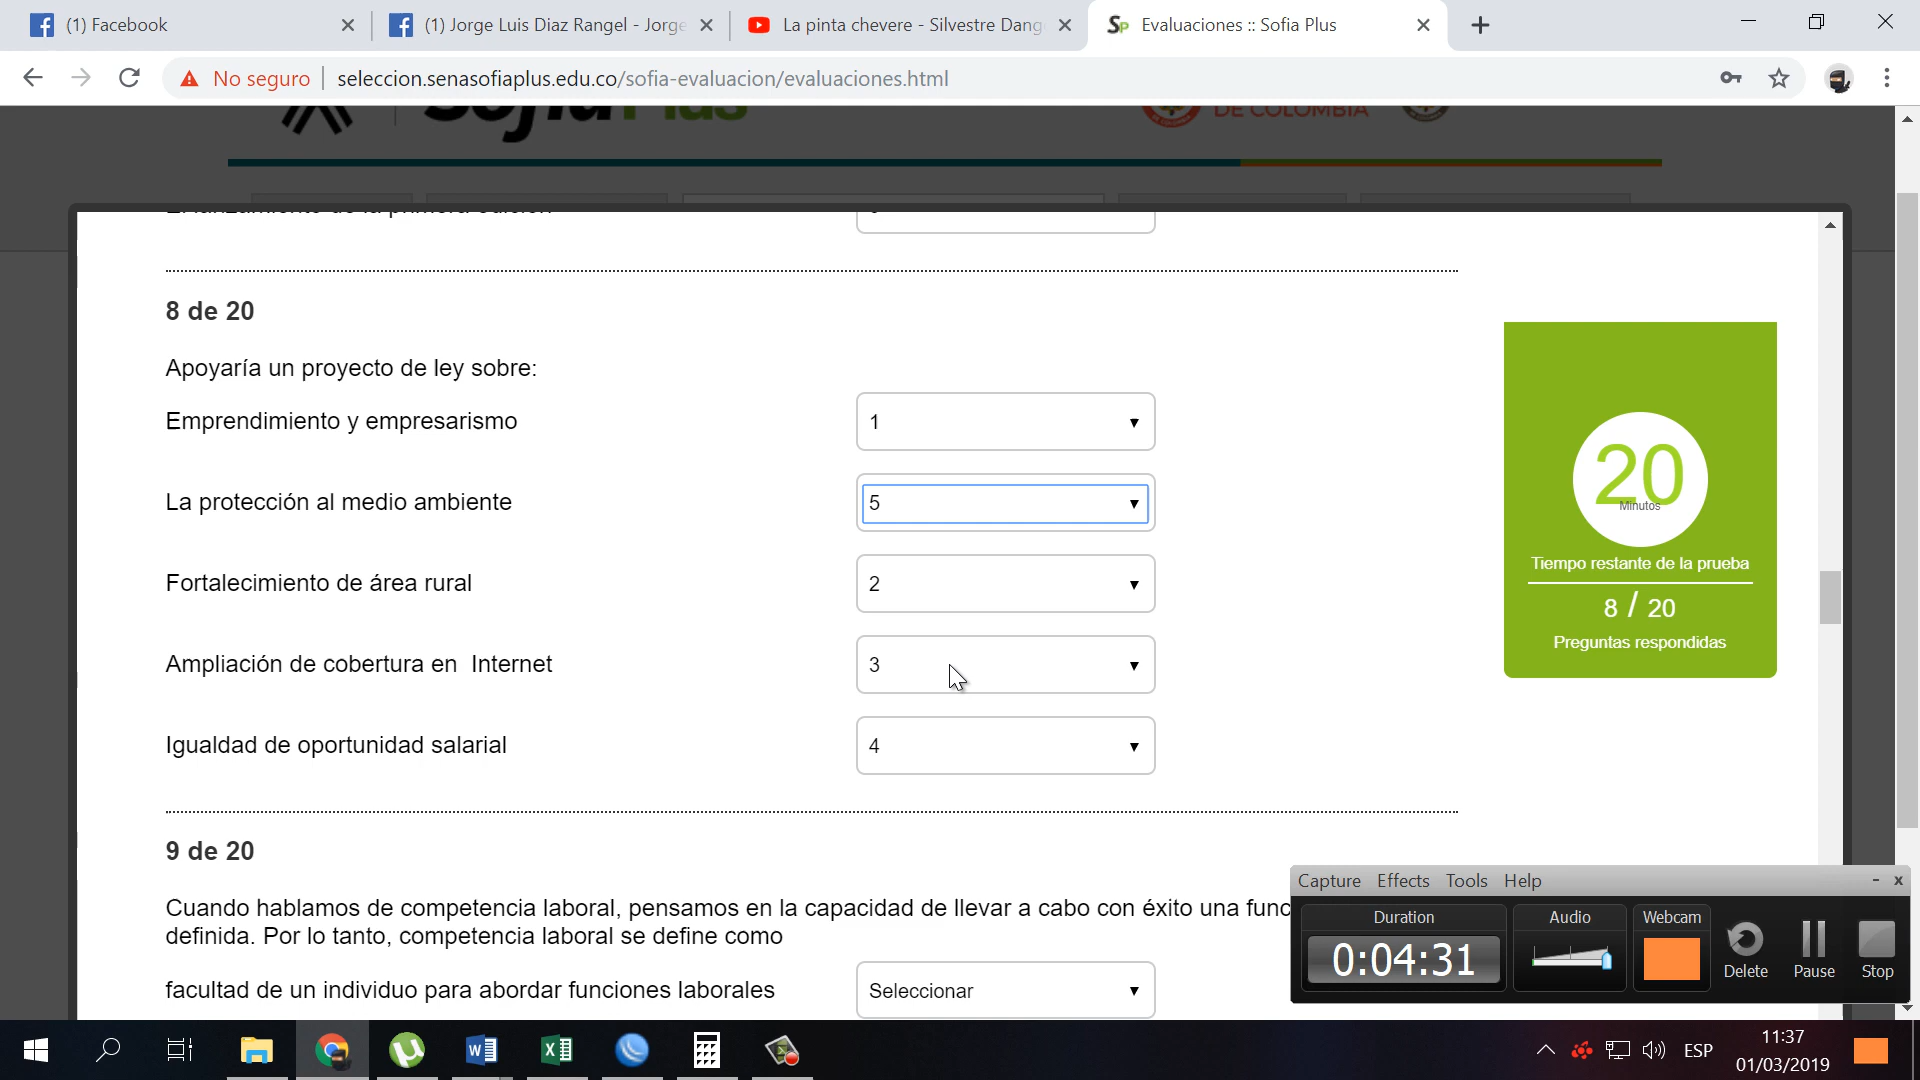 (1) Facebook
(1) Jorge Luis Diaz Rangel - Jorge
La pinta chevere - Silvestre Dang
Evaluaciones :: Sofia Plus
No seguro
seleccion.senasofiaplus.edu.co/sofia-evaluacion/evaluaciones.html
SofiaPlus
DE COLOMBIA
8 de 20
Apoyaría un proyecto de ley sobre:
Emprendimiento y empresarismo 1
La protección al medio ambiente 5
Fortalecimiento de área rural 2
Ampliación de cobertura en Internet 3
Igualdad de oportunidad salarial 4
20
Minutos
Tiempo restante de la prueba
8 / 20
Preguntas respondidas
9 de 20
Cuando hablamos de competencia laboral, pensamos en la capacidad de llevar a cabo con éxito una func
definida. Por lo tanto, competencia laboral se define como
facultad de un individuo para abordar funciones laborales Seleccionar
Capture Effects Tools Help
Duration Audio Webcam
0:04:31
Delete Pause Stop
ESP
11:37
01/03/2019